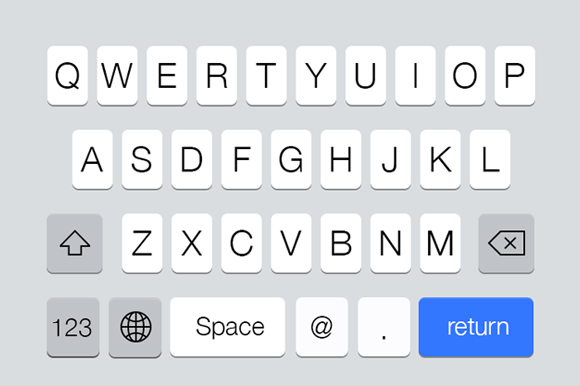 Q W E R T Y U I O P
A S D F G H J K L
Z X C V B N M
123 Space @ . return